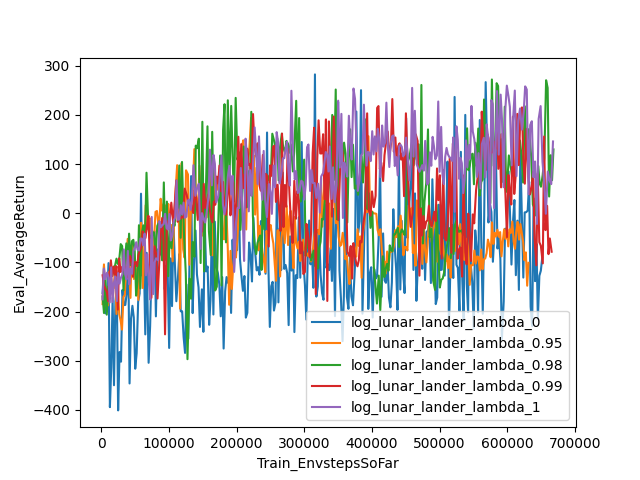 300
200
100
0
−100
−200
−300
−400
Eval_AverageReturn
0
100000
200000
300000
400000
500000
600000
700000
Train_EnvstepsSoFar
log_lunar_lander_lambda_0
log_lunar_lander_lambda_0.95
log_lunar_lander_lambda_0.98
log_lunar_lander_lambda_0.99
log_lunar_lander_lambda_1